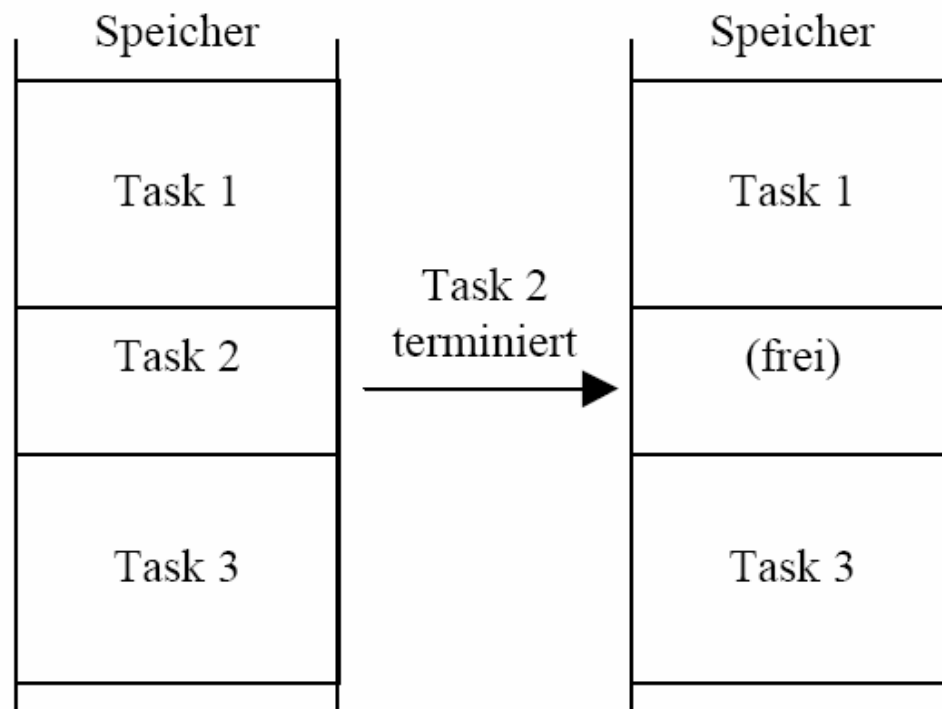 Speicher
Task 1
Task 2
Task 3
Task 2
terminiert
Speicher
Task 1
(frei)
Task 3